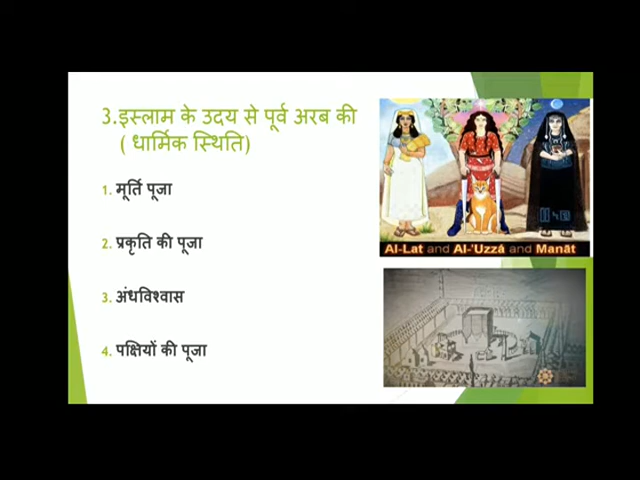 3.इस्लाम के उदय से पूर्व अरब की
( धार्मिक स्थिति)
1. मूर्ति पूजा
2. प्रकृति की पूजा
3. अंधविश्वास
4. पक्षियों की पूजा
Al-Lat and Al-'Uzzá and Manāt